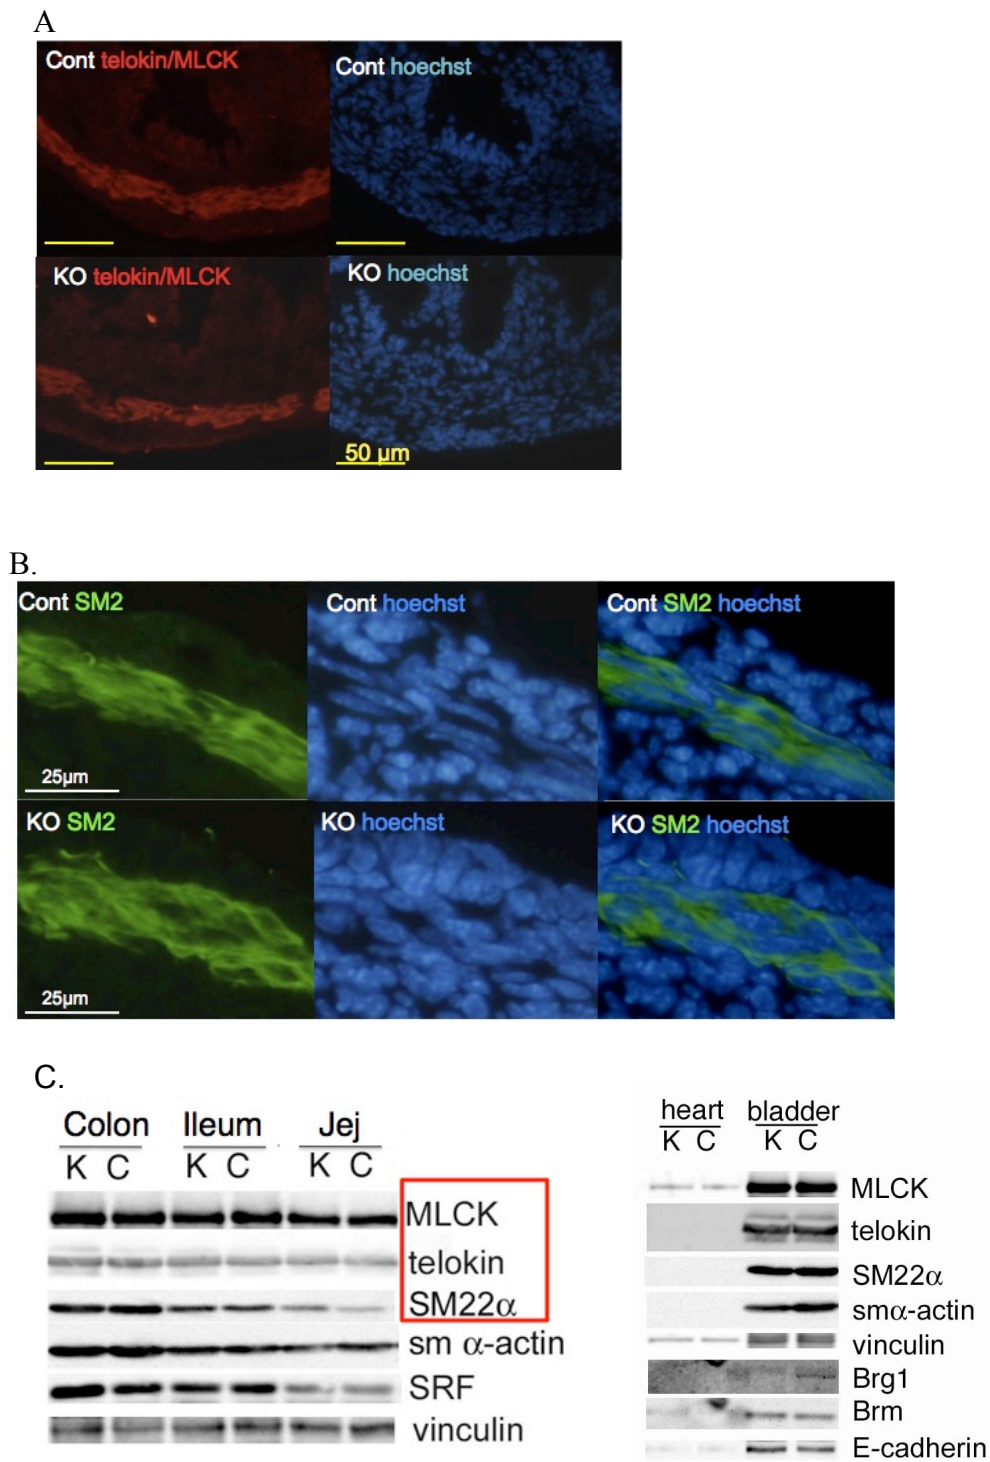 A
Cont telokin/MLCK
Cont hoechst
KO telokin/MLCK
KO hoechst
50 µm
B.
Cont SM2
Cont hoechst
Cont SM2 hoechst
25µm
KO SM2
KO hoechst
KO SM2 hoechst
25µm
C.
Colon Ileum Jej
K C K C K C
MLCK
telokin
SM22α
sm α-actin
SRF
vinculin
heart bladder
K C K C
MLCK
telokin
SM22α
smα-actin
vinculin
Brg1
Brm
E-cadherin